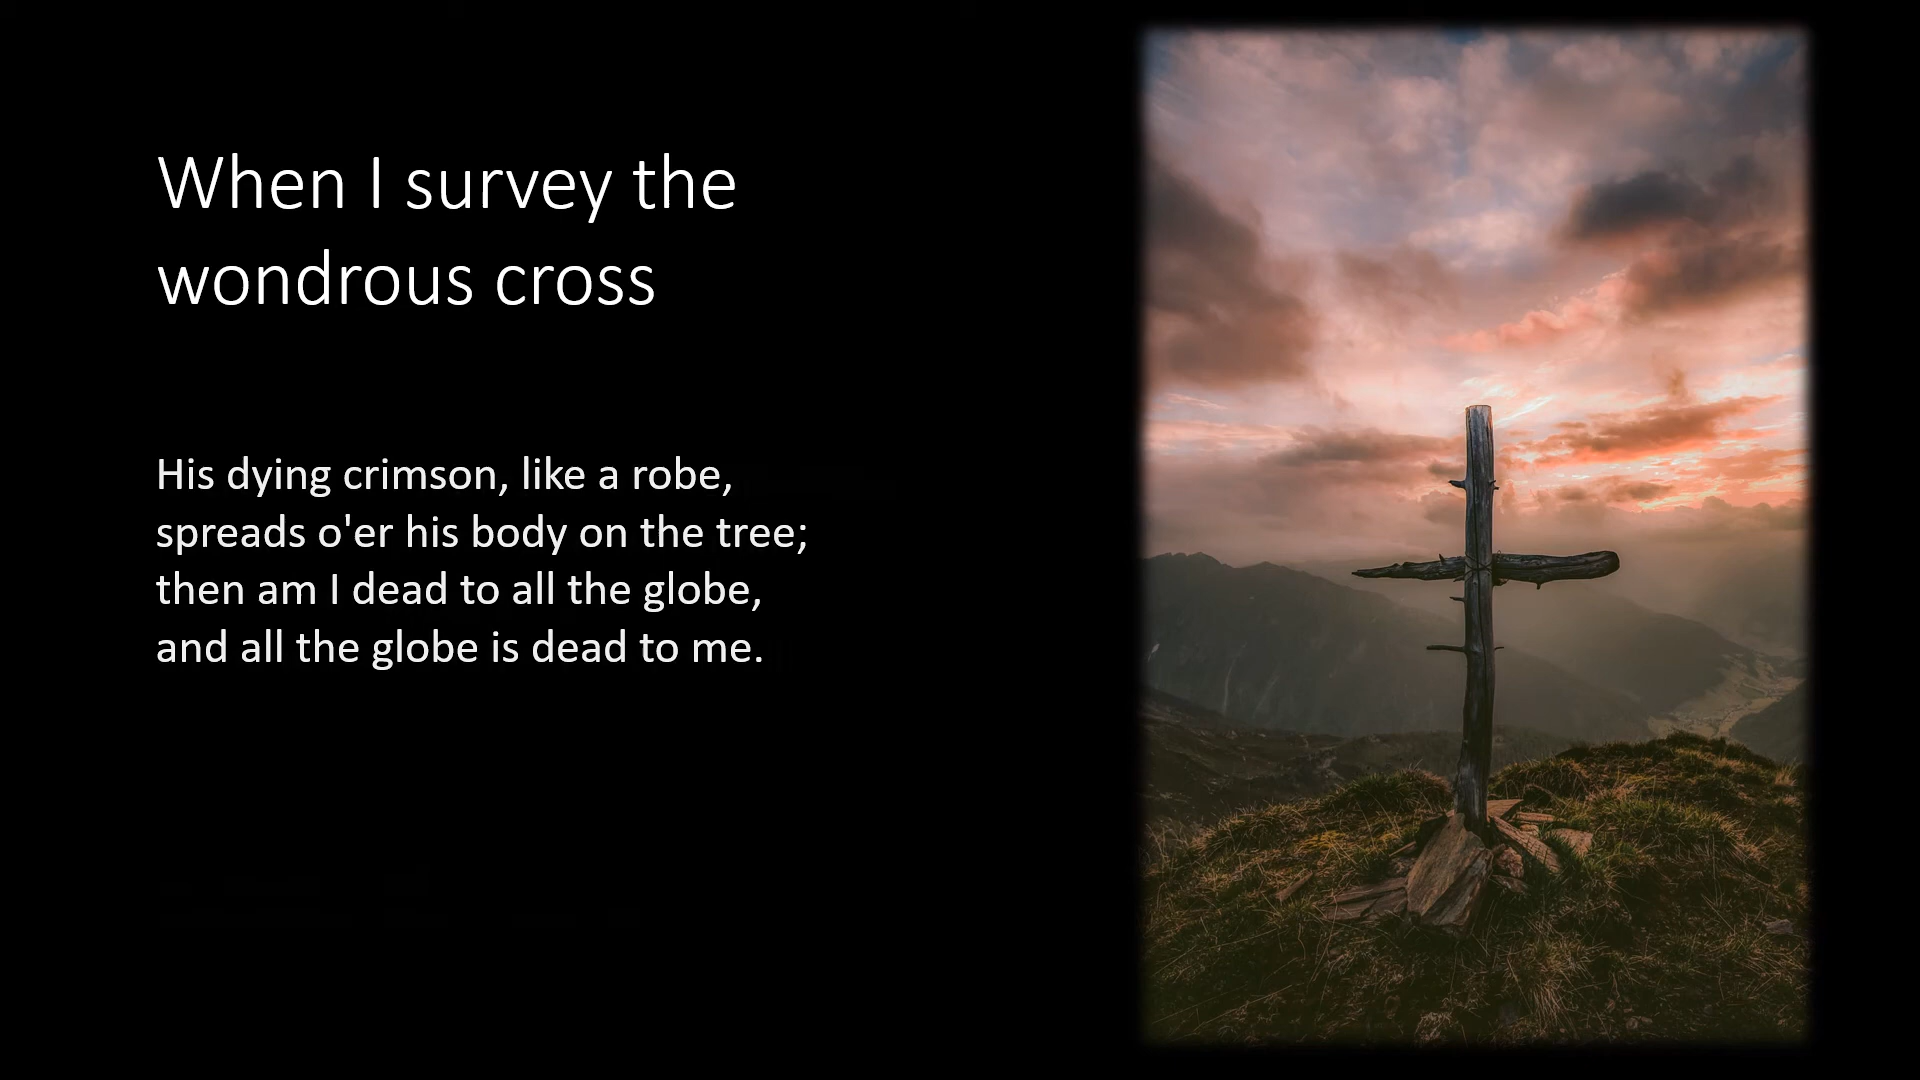 When I survey the
wondrous cross
His dying crimson, like a robe,
spreads o'er his body on the tree;
then am I dead to all the globe,
and all the globe is dead to me.